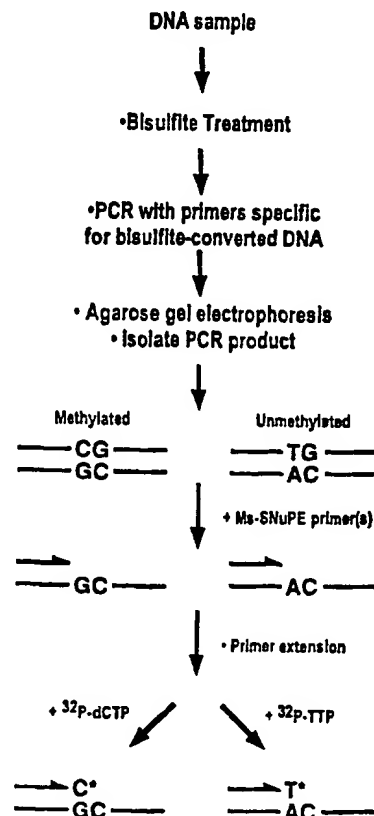 DNA sample
•Bisulfite Treatment
•PCR with primers specific
for bisulfite-converted DNA
• Agarose gel electrophoresis
• Isolate PCR product
Methylated
Unmethylated
CG
GC
TG
AC
+ Ms-SNuPE primer(s)
GC
AC
• Primer extension
+ 32P-dCTP
+ 32P-TTP
C*
GC
T*
AC